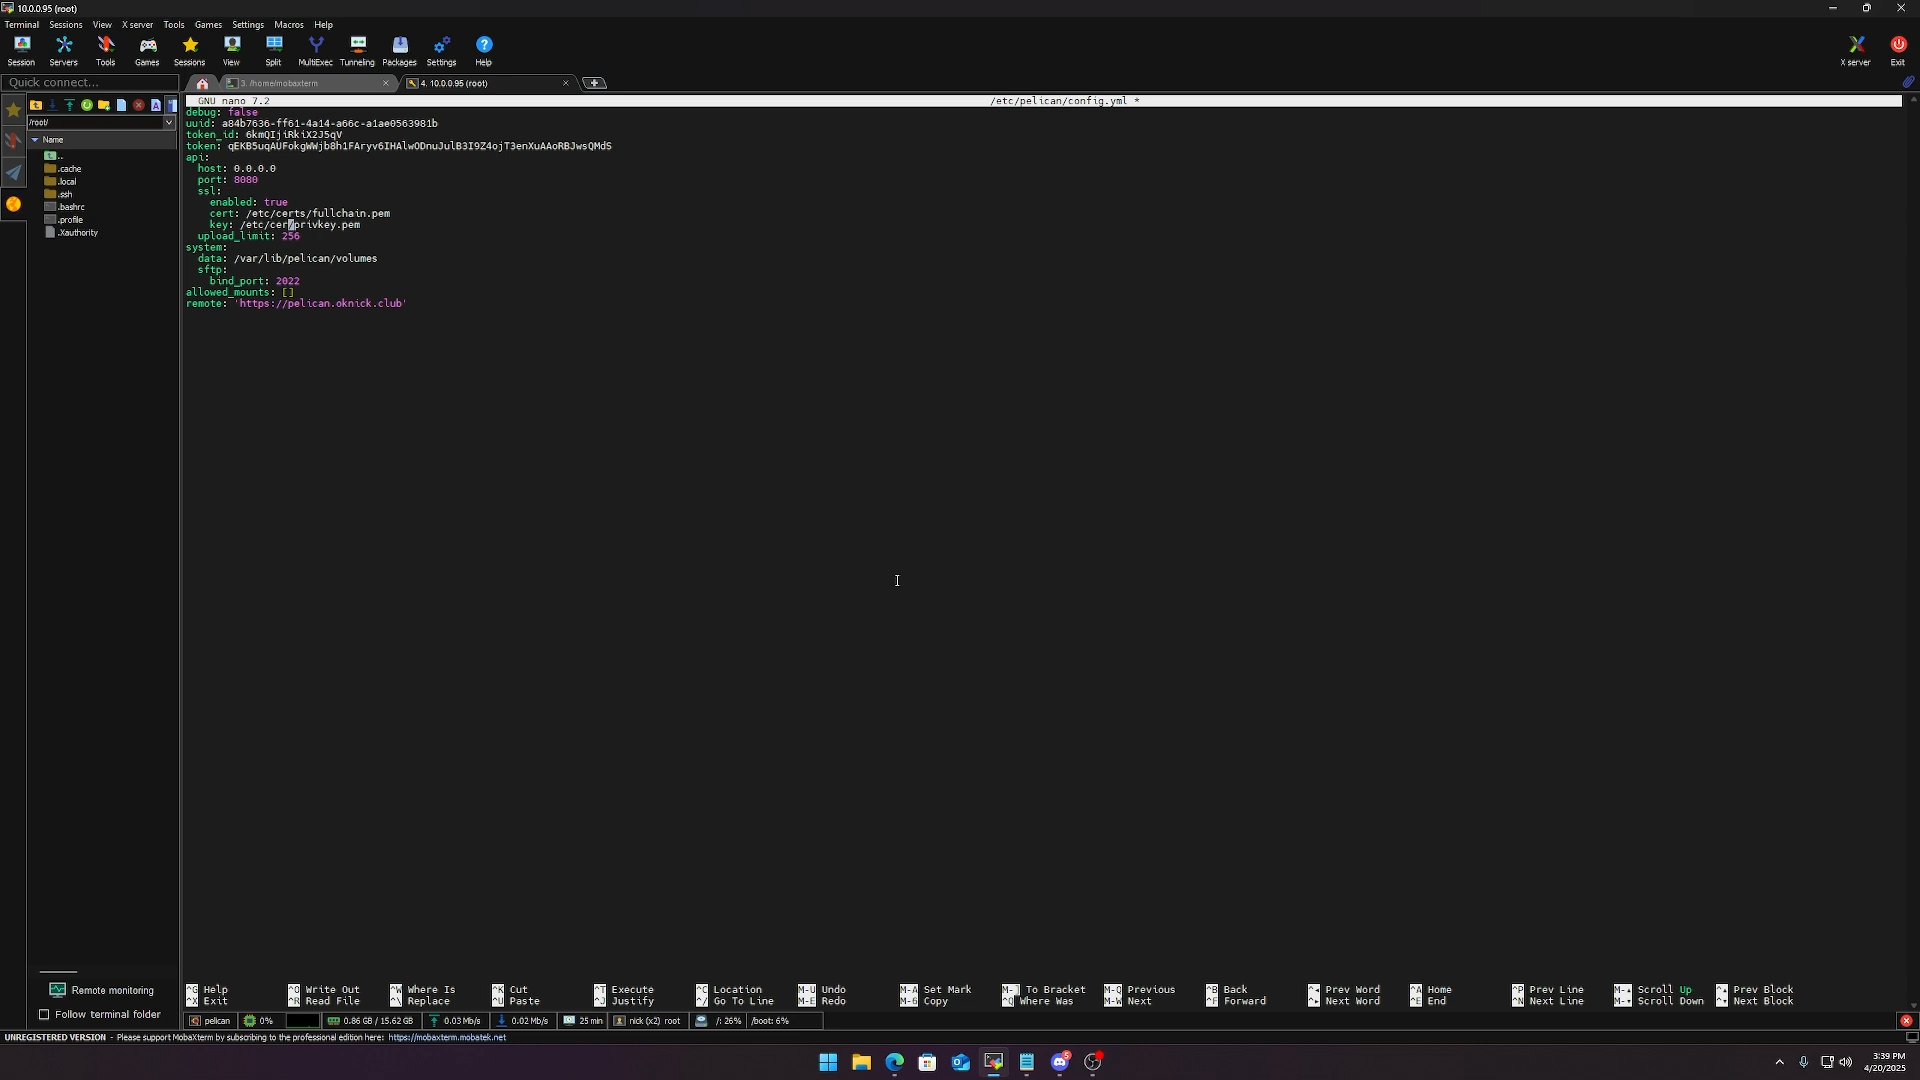 10.0.0.95 (root)
Terminal Sessions View X server Tools Games Settings Macros Help
Session Servers Tools Games Sessions View Split MultiExec Tunneling Packages Settings Help X server Exit
Quick connect...
3. /home/mobaxterm
4. 10.0.0.95 (root)
/root/
Name
..
.cache
.local
.ssh
.bashrc
.profile
.Xauthority
GNU nano 7.2 /etc/pelican/config.yml *
debug: false
uuid: a84b7636-ff61-4a14-a66c-a1ae0563981b
token_id: 6kmQIjiRkiX2J5qV
token: qEKB5uqAUFokgWWjb8h1FAryv6IHAlwODnuJulB3I9Z4ojT3enXuAAoRBJwsQMdS
api:
host: 0.0.0.0
port: 8080
ssl:
enabled: true
cert: /etc/certs/fullchain.pem
key: /etc/cer/privkey.pem
upload_limit: 256
system:
data: /var/lib/pelican/volumes
sftp:
bind_port: 2022
allowed_mounts: []
remote: 'https://pelican.oknick.club'
^G Help ^O Write Out ^W Where Is ^K Cut ^T Execute ^C Location M-U Undo M-A Set Mark M-] To Bracket M-Q Previous ^B Back ^◂ Prev Word ^A Home ^P Prev Line M-▴ Scroll Up ^▴ Prev Block
^X Exit ^R Read File ^\ Replace ^U Paste ^J Justify ^/ Go To Line M-E Redo M-6 Copy ^Q Where Was M-W Next ^F Forward ^▸ Next Word ^E End ^N Next Line M-▾ Scroll Down ^▾ Next Block
Remote monitoring
Follow terminal folder
pelican 0% 0.86 GB / 15.62 GB 0.03 Mb/s 0.02 Mb/s 25 min nick (x2) root /: 26% /boot: 6%
UNREGISTERED VERSION - Please support MobaXterm by subscribing to the professional edition here: https://mobaxterm.mobatek.net
5
3:39 PM
4/20/2025